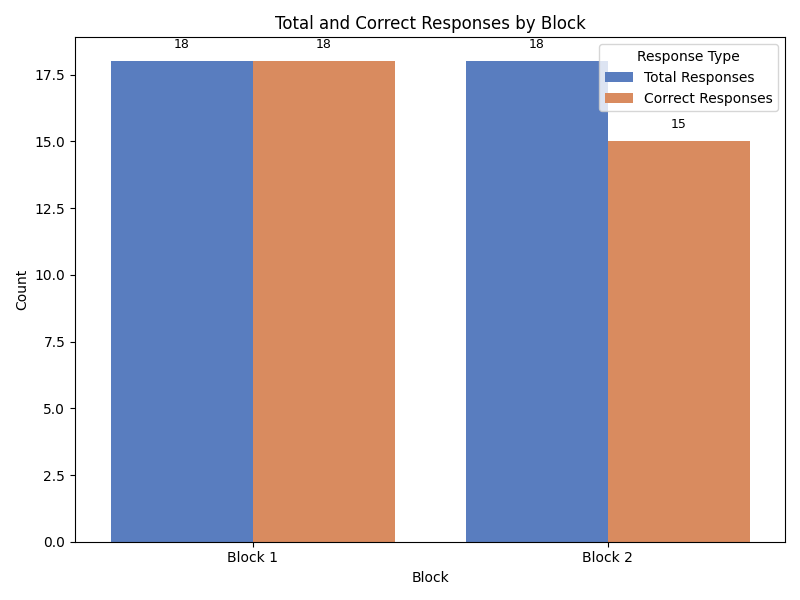 Total and Correct Responses by Block
18
18
18
15
Response Type
Total Responses
Correct Responses
17.5
15.0
12.5
10.0
7.5
5.0
2.5
0.0
Count
Block 1
Block 2
Block